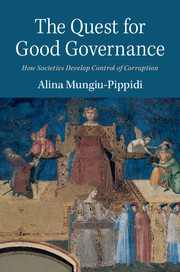 The Quest for
Good Governance
How Societies Develop Control of Corruption
Alina Mungiu-Pippidi